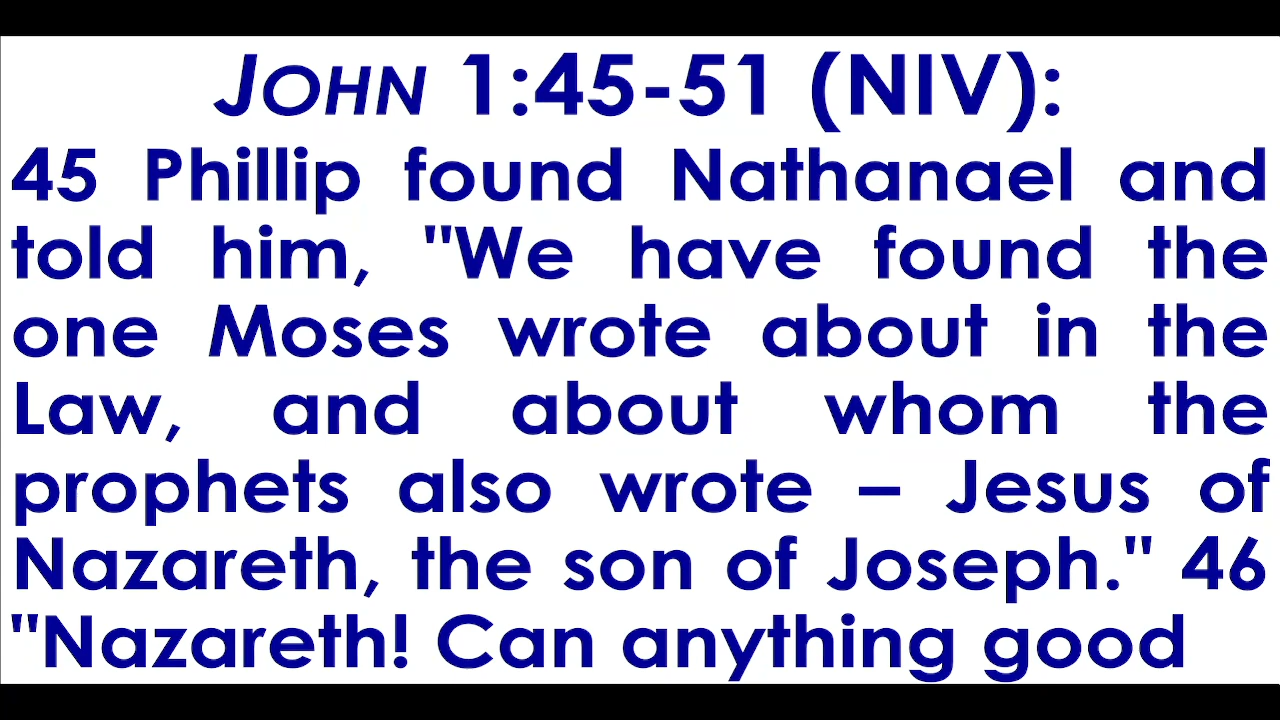 JOHN 1:45-51 (NIV):
45 Phillip found Nathanael and
told him, "We have found the
one Moses wrote about in the
Law, and about whom the
prophets also wrote – Jesus of
Nazareth, the son of Joseph." 46
"Nazareth! Can anything good